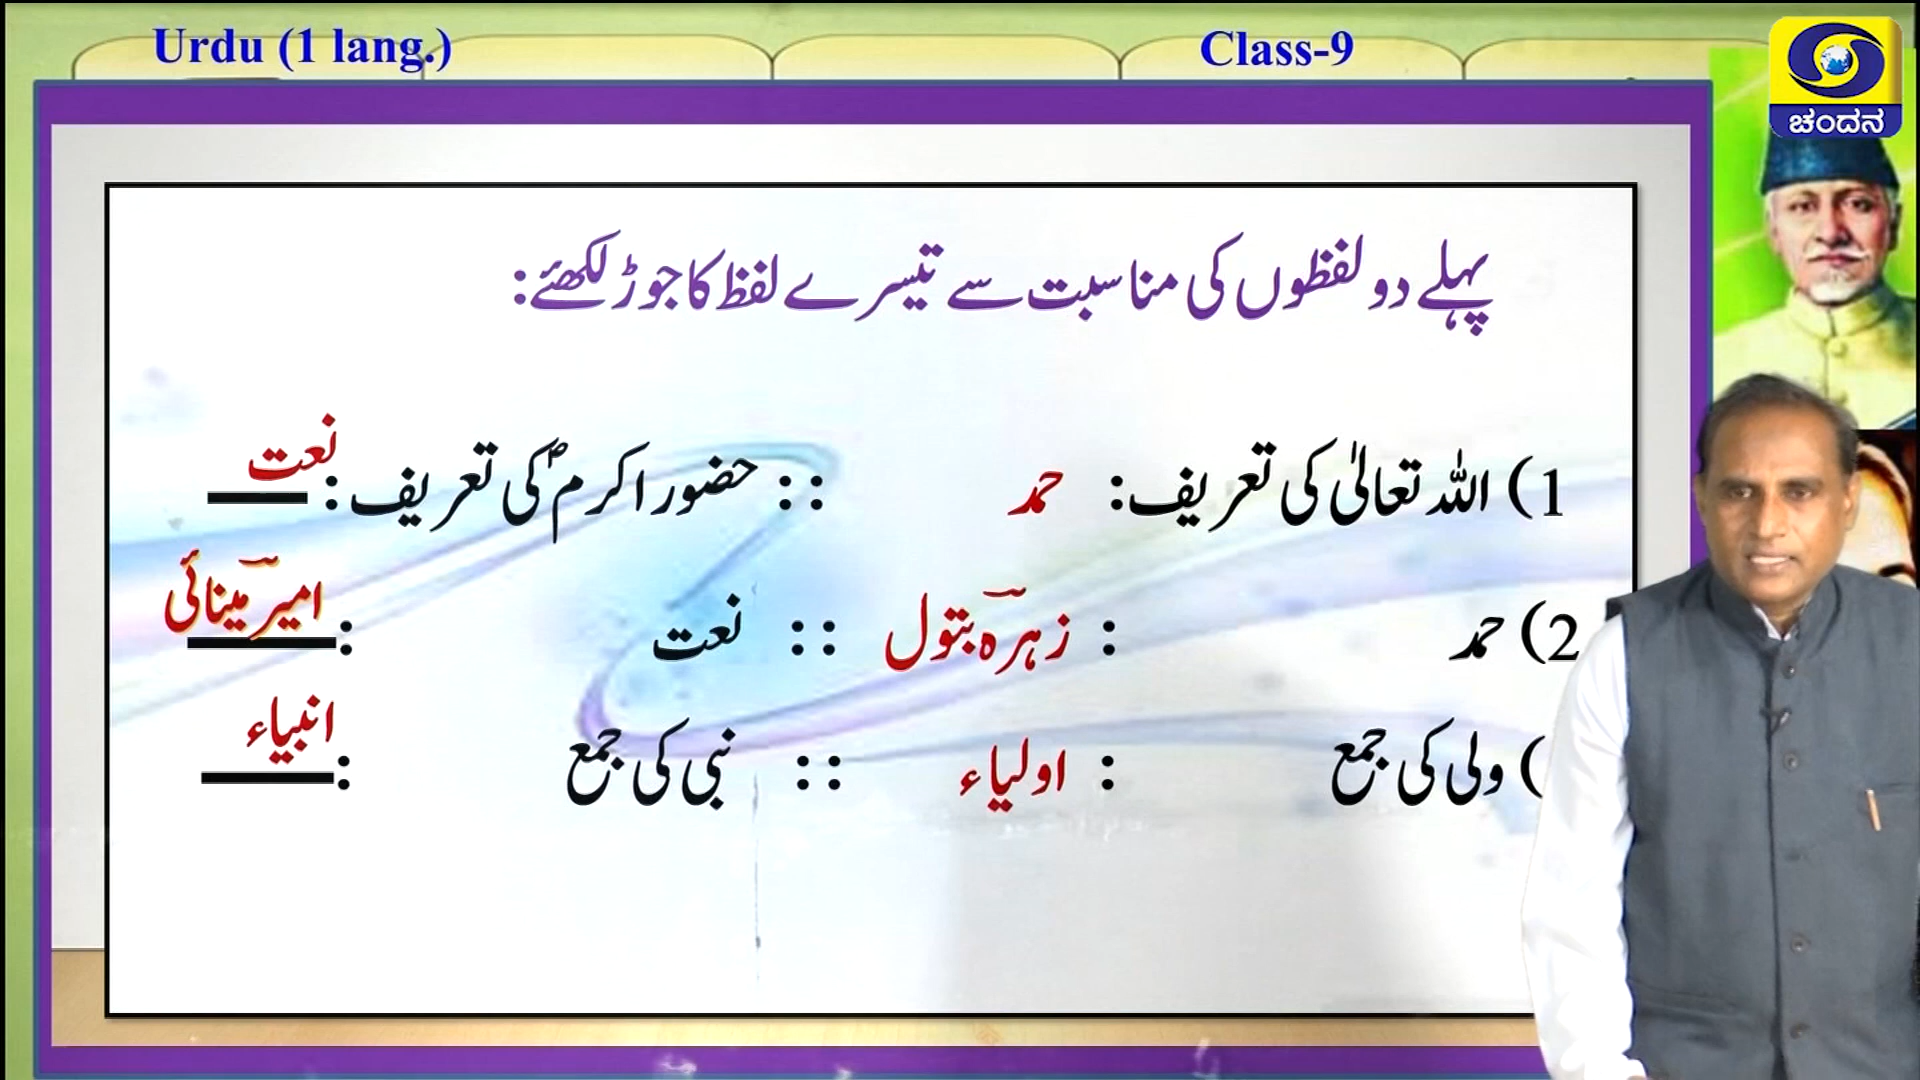 Urdu (1 lang.)
Class-9
ಚಂದನ
پہلے دو لفظوں کی مناسبت سے تیسرے لفظ کا جوڑ لکھئے:
1) اللہ تعالیٰ کی تعریف: حمد :: حضور اکرمؐ کی تعریف: نعت
2) حمد : زہرہؔ بتول :: نعت : امیرؔ مینائی
) ولی کی جمع : اولیاء :: نبی کی جمع : انبیاء